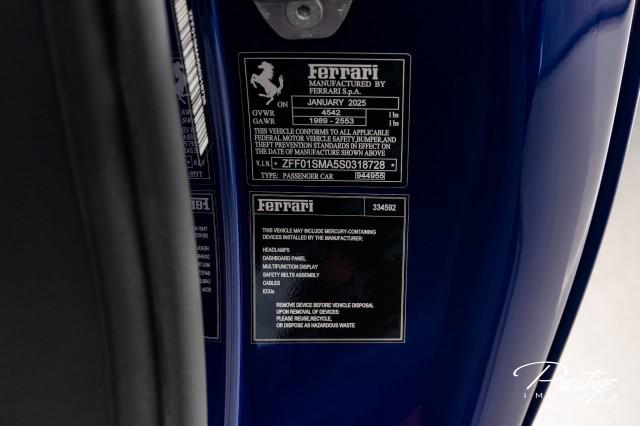 Ferrari
MANUFACTURED BY
FERRARI S.p.A.
ON JANUARY 2025
GVWR 4542 lbs
GAWR 1989 - 2553 lbs
THIS VEHICLE CONFORMS TO ALL APPLICABLE
FEDERAL MOTOR VEHICLE SAFETY, BUMPER, AND
THEFT PREVENTION STANDARDS IN EFFECT ON
THE DATE OF MANUFACTURE SHOWN ABOVE
V.I.N. * ZFF01SMA5S0318728 *
TYPE: PASSENGER CAR 944955
Ferrari 334592
THIS VEHICLE MAY INCLUDE MERCURY-CONTAINING
DEVICES INSTALLED BY THE MANUFACTURER:
HEADLAMPS
DASHBOARD PANEL
MULTIFUNCTION DISPLAY
SAFETY BELTS ASSEMBLY
CABLES
ECUs
REMOVE DEVICE BEFORE VEHICLE DISPOSAL
UPON REMOVAL OF DEVICES:
PLEASE REUSE, RECYCLE,
OR DISPOSE AS HAZARDOUS WASTE
Prestige
IMPORTS